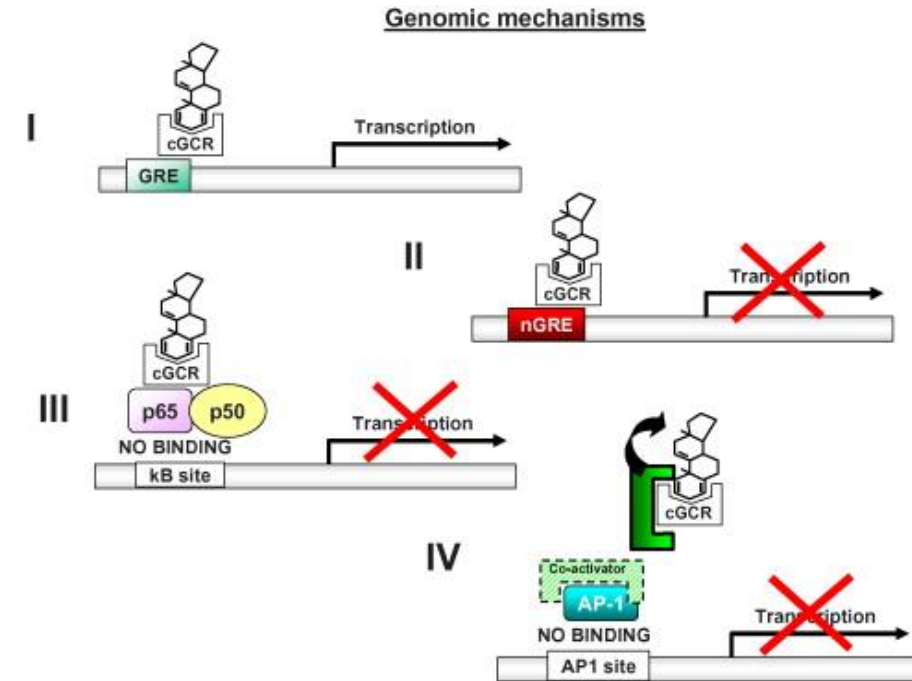 Genomic mechanisms
I
cGCR
GRE
Transcription
II
cGCR
nGRE
Transcription
III
cGCR
p65
p50
NO BINDING
kB site
Transcription
IV
cGCR
Co-activator
AP-1
NO BINDING
AP1 site
Transcription